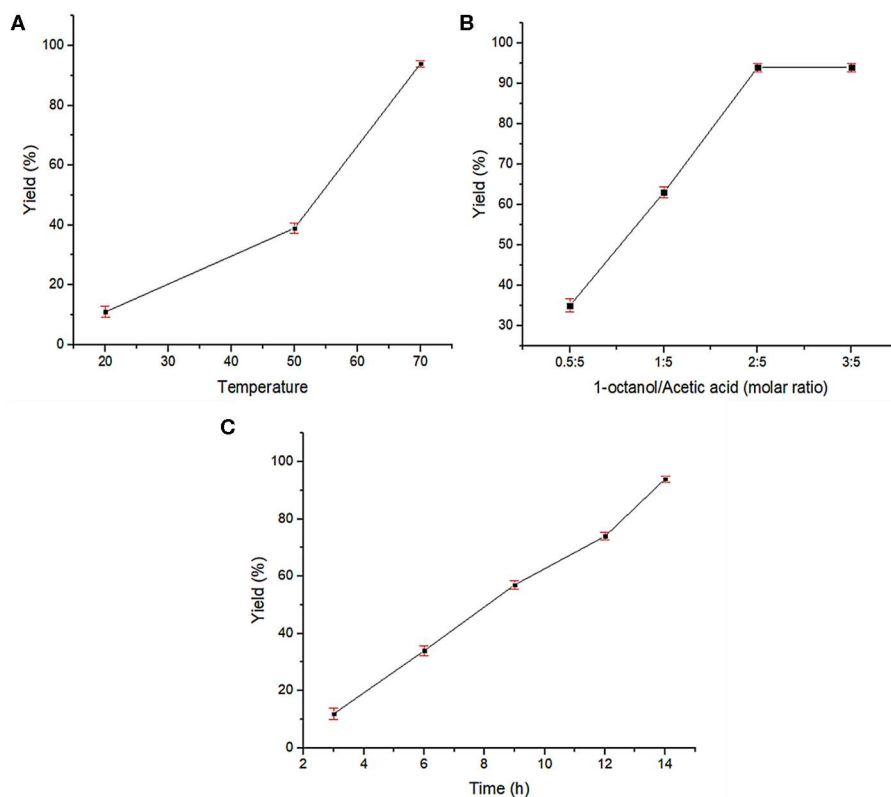 A
Yield (%)
100
80
60
40
20
0
20 30 40 50 60 70
Temperature
B
Yield (%)
100
90
80
70
60
50
40
30
0.5:5 1:5 2:5 3:5
1-octanol/Acetic acid (molar ratio)
C
Yield (%)
100
80
60
40
20
0
2 4 6 8 10 12 14
Time (h)